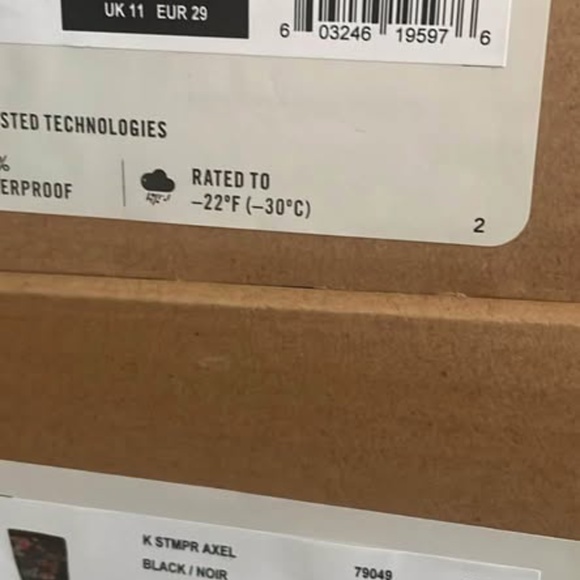 UK 11 EUR 29
6 03246 19597 6
STED TECHNOLOGIES
%
ERPROOF
RATED TO
–22°F (–30°C)
2
K STMPR AXEL
BLACK / NOIR
79049